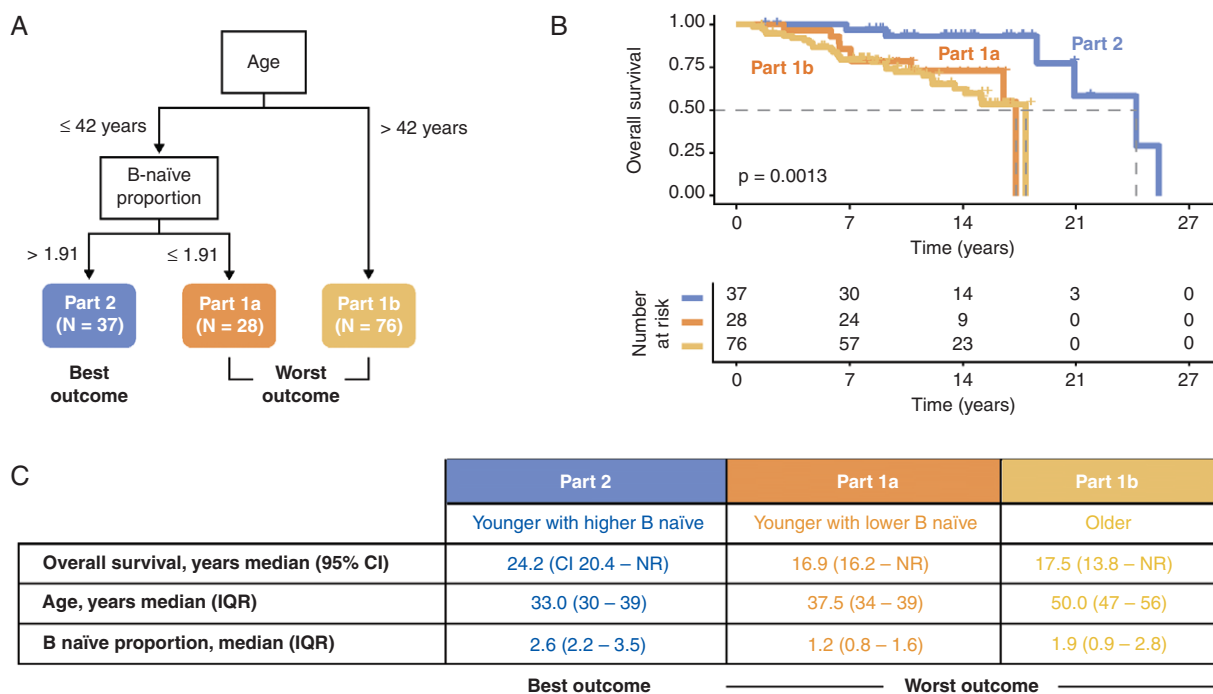 A
Age
≤ 42 years
> 42 years
B-naïve
proportion
> 1.91
≤ 1.91
Part 2
(N = 37)
Part 1a
(N = 28)
Part 1b
(N = 76)
Best
outcome
Worst
outcome
B
Overall survival
1.00
0.75
0.50
0.25
0.00
Part 2
Part 1a
Part 1b
p = 0.0013
0 7 14 21 27
Time (years)
Number
at risk
37 30 14 3 0
28 24 9 0 0
76 57 23 0 0
0 7 14 21 27
Time (years)
C
Part 2 Part 1a Part 1b
Younger with higher B naïve Younger with lower B naïve Older
Overall survival, years median (95% CI) 24.2 (CI 20.4 – NR) 16.9 (16.2 – NR) 17.5 (13.8 – NR)
Age, years median (IQR) 33.0 (30 – 39) 37.5 (34 – 39) 50.0 (47 – 56)
B naïve proportion, median (IQR) 2.6 (2.2 – 3.5) 1.2 (0.8 – 1.6) 1.9 (0.9 – 2.8)
Best outcome Worst outcome